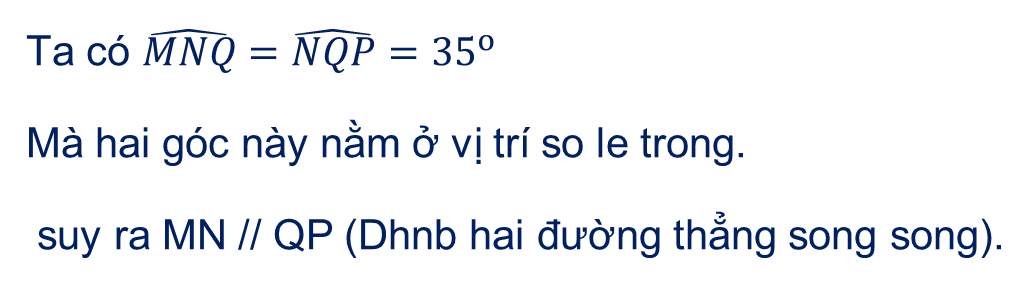 Ta có \widehat{MNQ} = \widehat{NQP} = 35º
Mà hai góc này nằm ở vị trí so le trong.
suy ra MN // QP (Dhnb hai đường thẳng song song).